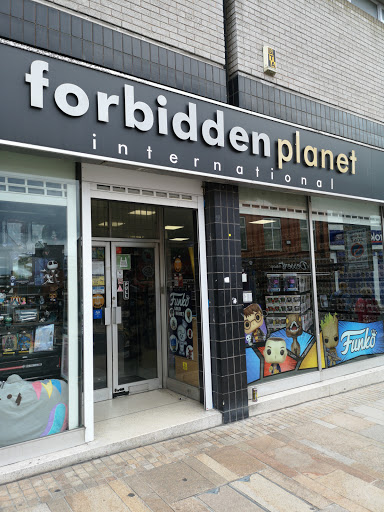 forbidden planet
international
Funko
Funko